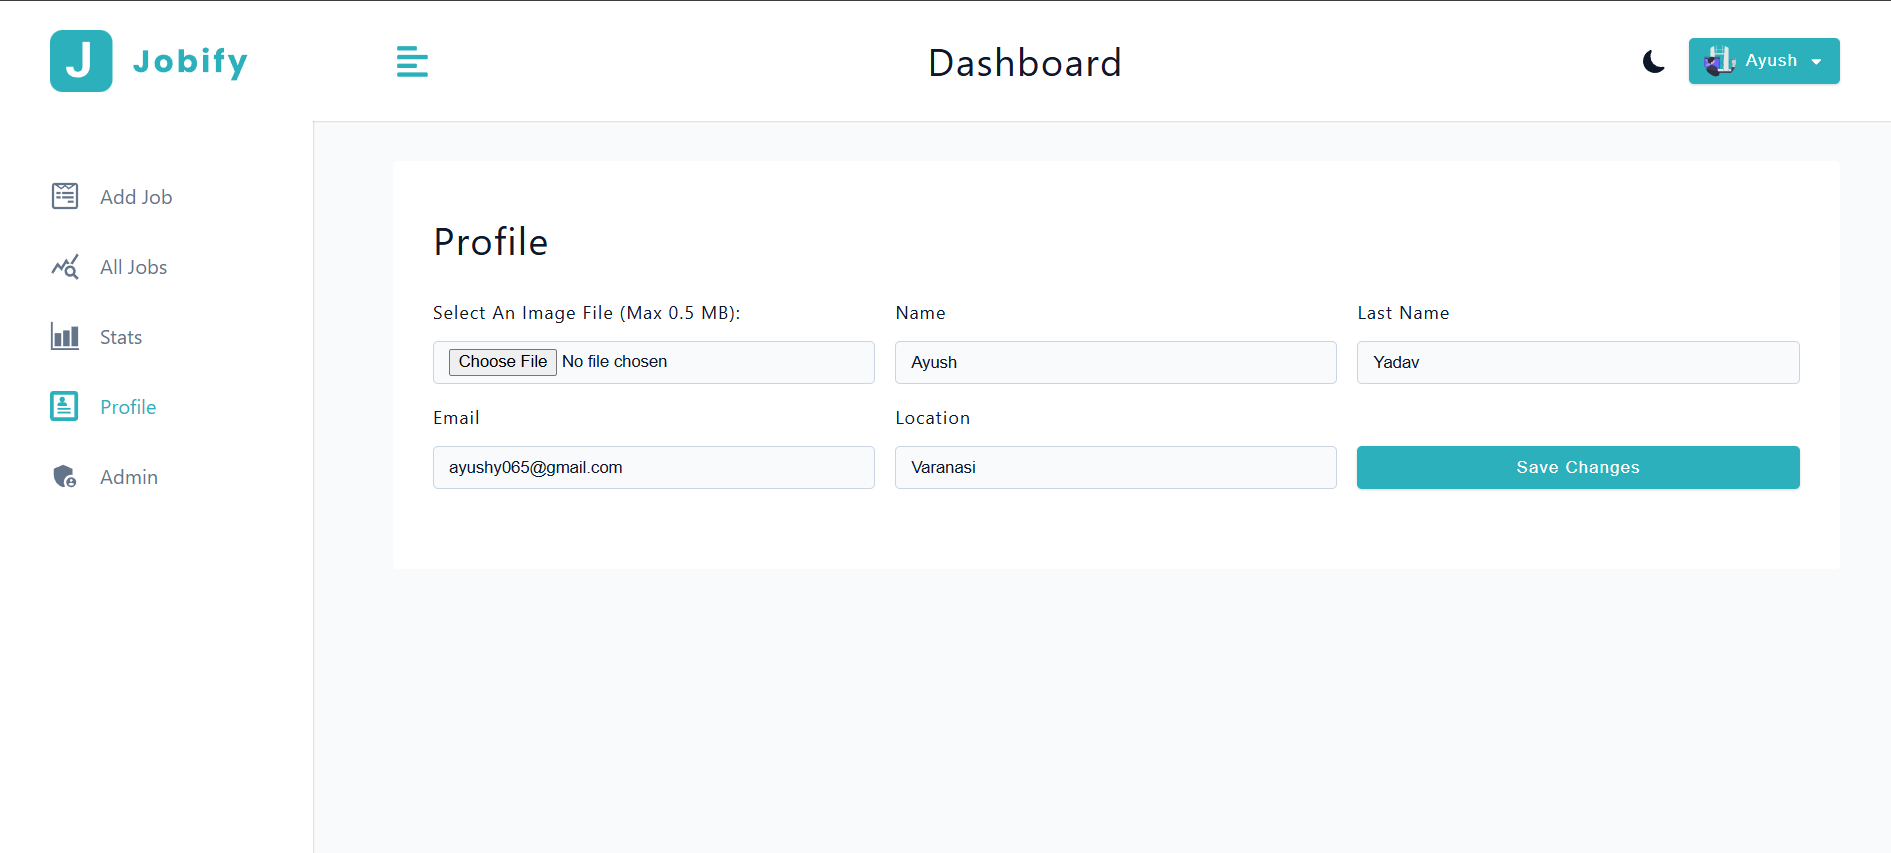 J Jobify
Dashboard
Ayush
Add Job
All Jobs
Stats
Profile
Admin
Profile
Select An Image File (Max 0.5 MB):
Choose File No file chosen
Name
Ayush
Last Name
Yadav
Email
ayushy065@gmail.com
Location
Varanasi
Save Changes